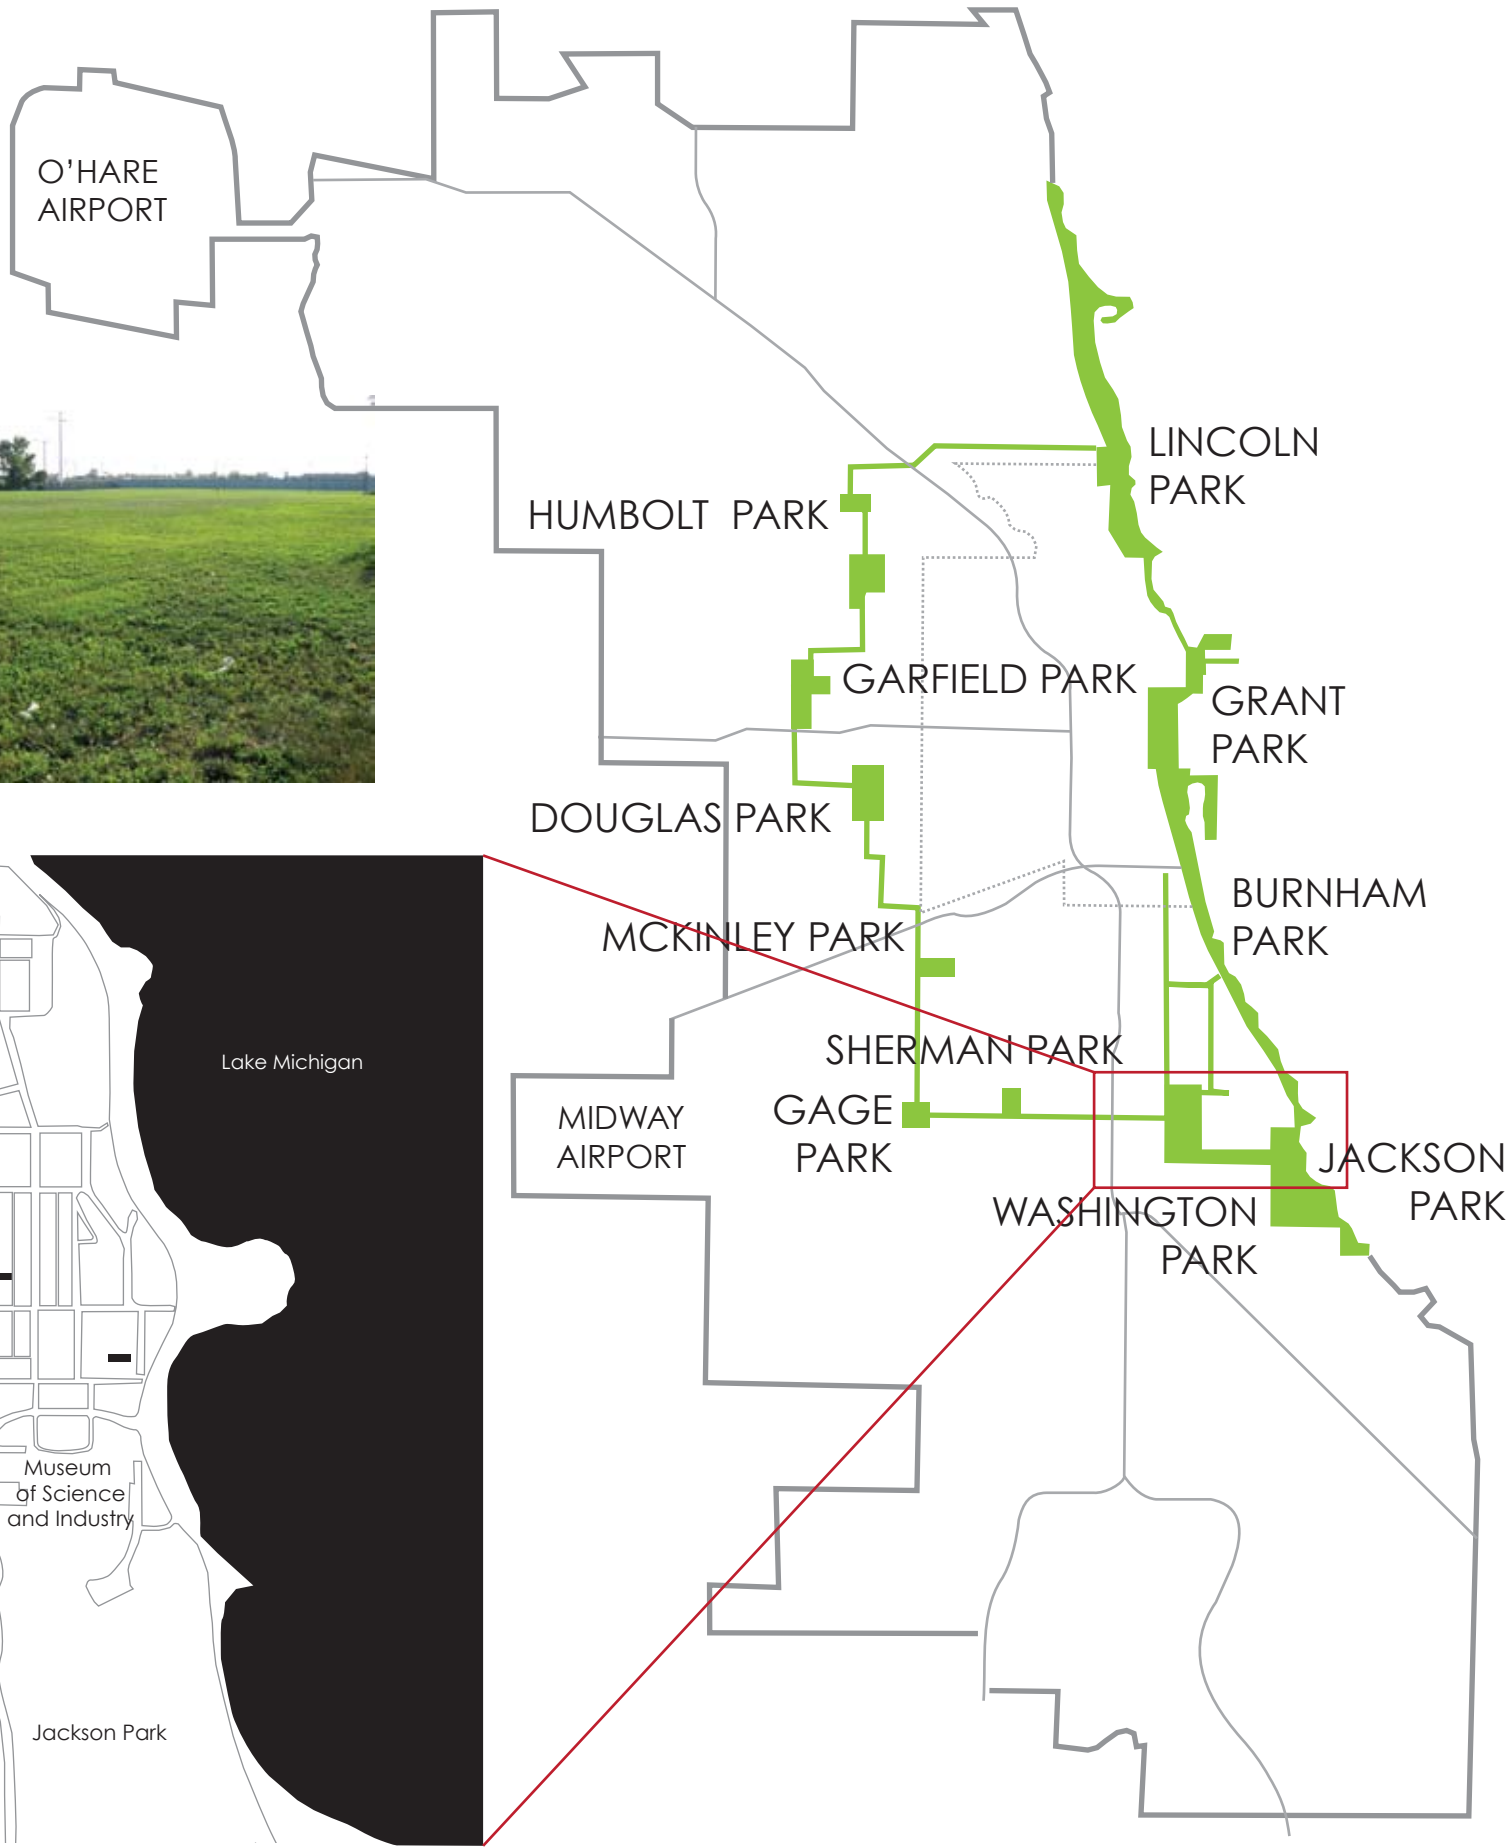 O'HARE
AIRPORT
LINCOLN
PARK
HUMBOLT PARK
GARFIELD PARK
GRANT
PARK
DOUGLAS PARK
BURNHAM
PARK
MCKINLEY PARK
SHERMAN PARK
Lake Michigan
MIDWAY
AIRPORT
GAGE
PARK
JACKSON
PARK
WASHINGTON
PARK
Museum
of Science
and Industry
Jackson Park